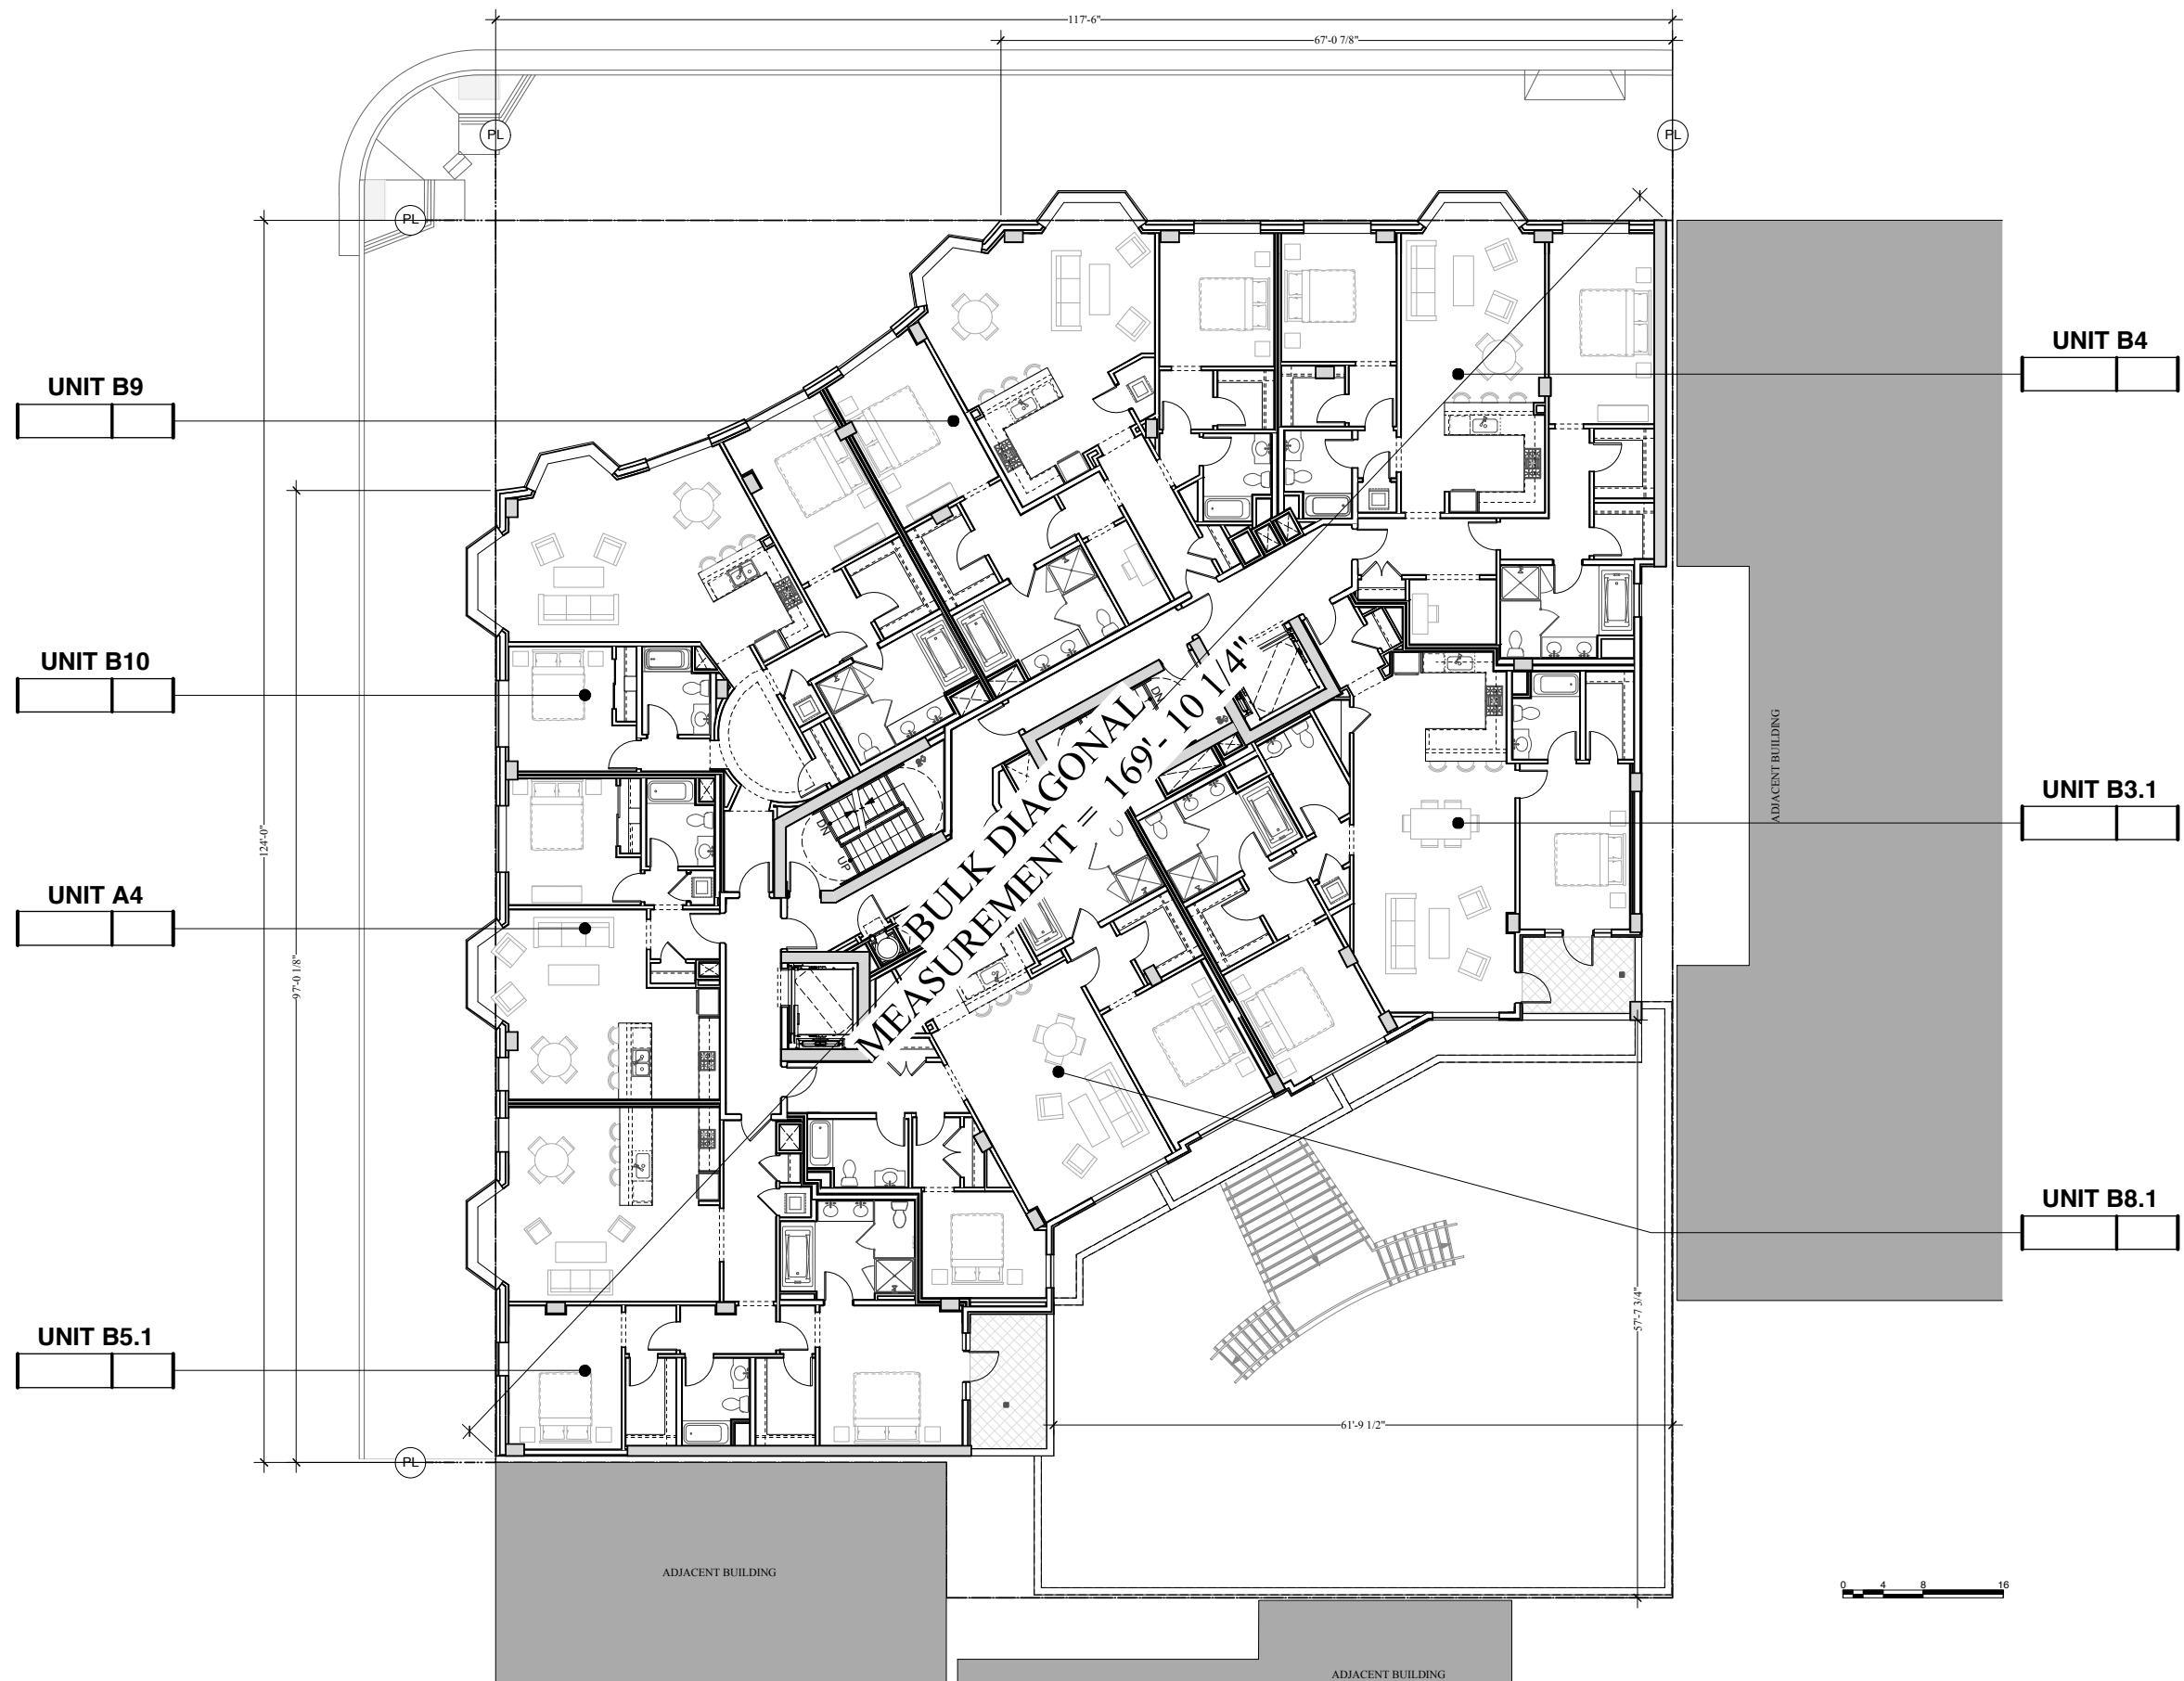 117'-6"
67'-0 7/8"
PL
PL
PL
UNIT B4
UNIT B9
UNIT B10
DN
BULK DIAGONAL
MEASUREMENT = 169'- 10 1/4"
ADJACENT BUILDING
UNIT B3.1
124'-0"
DN
UP
UNIT A4
97'-0 1/8"
UNIT B8.1
57'-7 3/4"
UNIT B5.1
61'-9 1/2"
PL
ADJACENT BUILDING
0 4 8 16
ADJACENT BUILDING